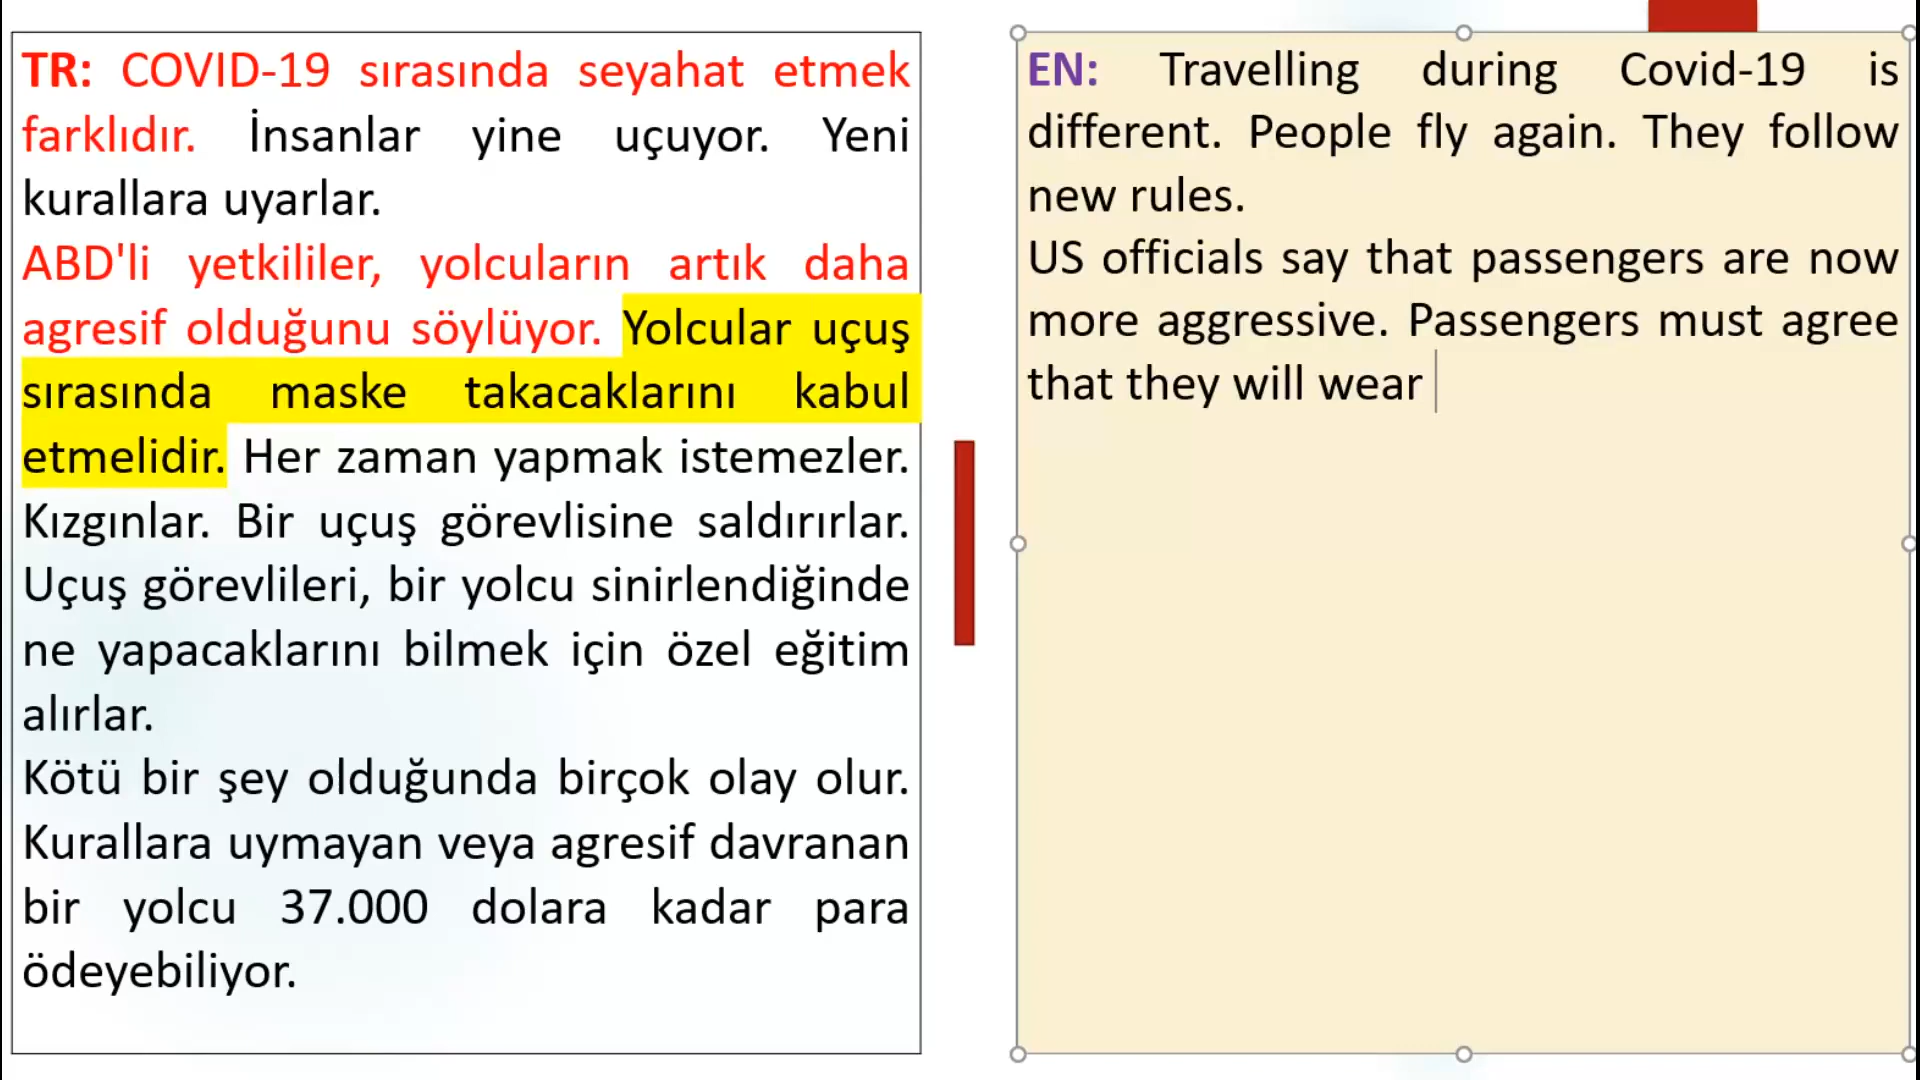 TR: COVID-19 sırasında seyahat etmek
farklıdır. İnsanlar yine uçuyor. Yeni
kurallara uyarlar.
ABD'li yetkililer, yolcuların artık daha
agresif olduğunu söylüyor. Yolcular uçuş
sırasında maske takacaklarını kabul
etmelidir. Her zaman yapmak istemezler.
Kızgınlar. Bir uçuş görevlisine saldırırlar.
Uçuş görevlileri, bir yolcu sinirlendiğinde
ne yapacaklarını bilmek için özel eğitim
alırlar.
Kötü bir şey olduğunda birçok olay olur.
Kurallara uymayan veya agresif davranan
bir yolcu 37.000 dolara kadar para
ödeyebiliyor.
EN: Travelling during Covid-19 is
different. People fly again. They follow
new rules.
US officials say that passengers are now
more aggressive. Passengers must agree
that they will wear